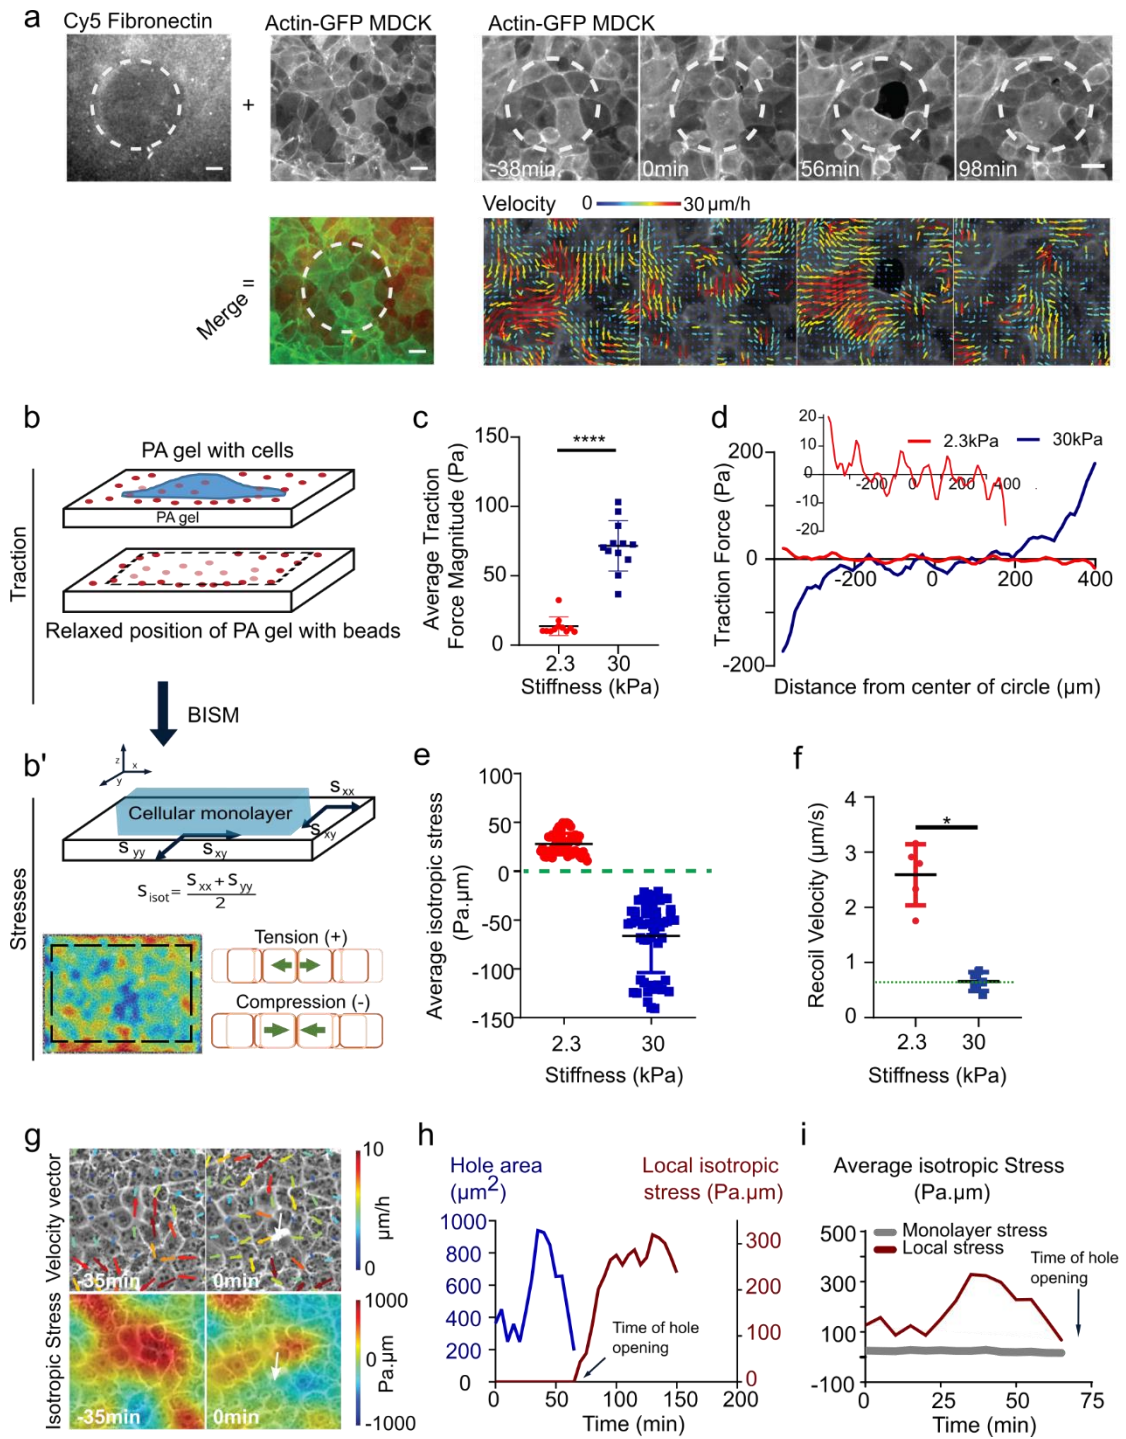 a
Cy5 Fibronectin
Actin-GFP MDCK
Actin-GFP MDCK
+
-38min
0min
56min
98min
Velocity 0 30 μm/h
Merge =
b
PA gel with cells
PA gel
Traction
Relaxed position of PA gel with beads
BISM
c
Average Traction
Force Magnitude (Pa)
150
100
50
0
****
2.3
30
Stiffness (kPa)
d
Traction Force (Pa)
200
100
0
-100
-200
20
10
0
-10
-20
-200
0
200
400
2.3kPa
30kPa
-200
0
200
400
Distance from center of circle (μm)
b'
z
x
y
Cellular monolayer
Sxx
Sxy
Syy
Sxy
Sisot = Sxx + Syy
2
Stresses
Tension (+)
Compression (-)
e
Average isotropic stress
(Pa.μm)
100
50
0
-50
-100
-150
2.3
30
Stiffness (kPa)
f
Recoil Velocity (μm/s)
4
3
2
1
0
*
2.3
30
Stiffness (kPa)
g
Velocity vector
-35min
0min
10
0
μm/h
Isotropic Stress
-35min
0min
1000
0
-1000
Pa.μm
h
Hole area
(μm2)
Local isotropic
stress (Pa.μm)
1000
800
600
400
200
0
300
200
100
0
Time of hole
opening
0
50
100
150
200
Time (min)
i
Average isotropic Stress
(Pa.μm)
500
300
100
-100
Monolayer stress
Local stress
Time of hole
opening
0
25
50
75
Time (min)